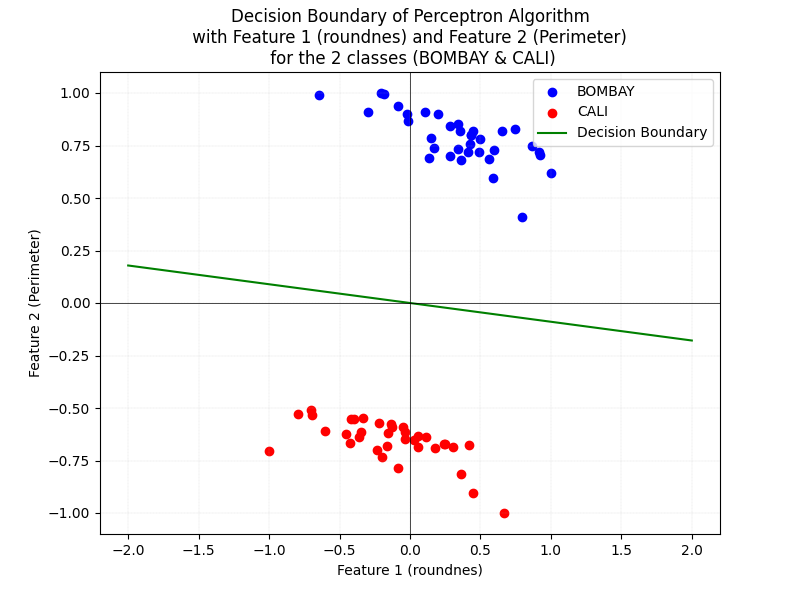 Decision Boundary of Perceptron Algorithm
with Feature 1 (roundnes) and Feature 2 (Perimeter)
for the 2 classes (BOMBAY & CALI)
BOMBAY
CALI
Decision Boundary
Feature 2 (Perimeter)
1.00
0.75
0.50
0.25
0.00
−0.25
−0.50
−0.75
−1.00
−2.0 −1.5 −1.0 −0.5 0.0 0.5 1.0 1.5 2.0
Feature 1 (roundnes)